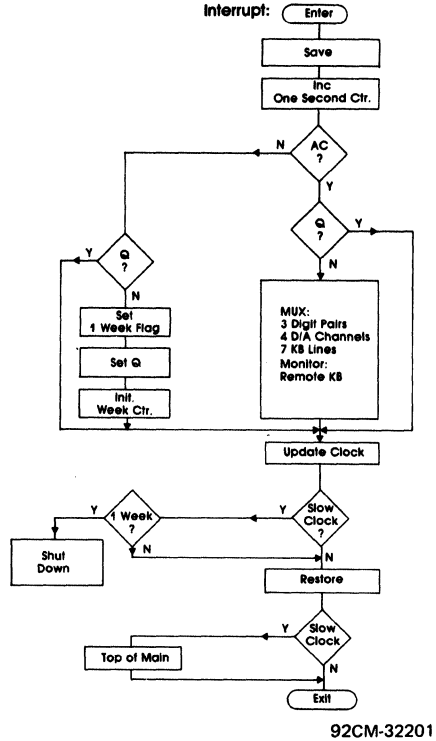 Interrupt:
Enter
Save
Inc
One Second Ctr.
AC
?
N
Y
Q
?
Y
N
Q
?
Y
N
Set
1 Week Flag
Set Q
Init.
Week Ctr.
MUX:
3 Digit Pairs
4 D/A Channels
7 KB Lines
Monitor:
Remote KB
Update Clock
Slow
Clock
?
Y
N
1 Week
?
Y
N
Shut
Down
Restore
Slow
Clock
Y
N
Top of Main
Exit
92CM-32201